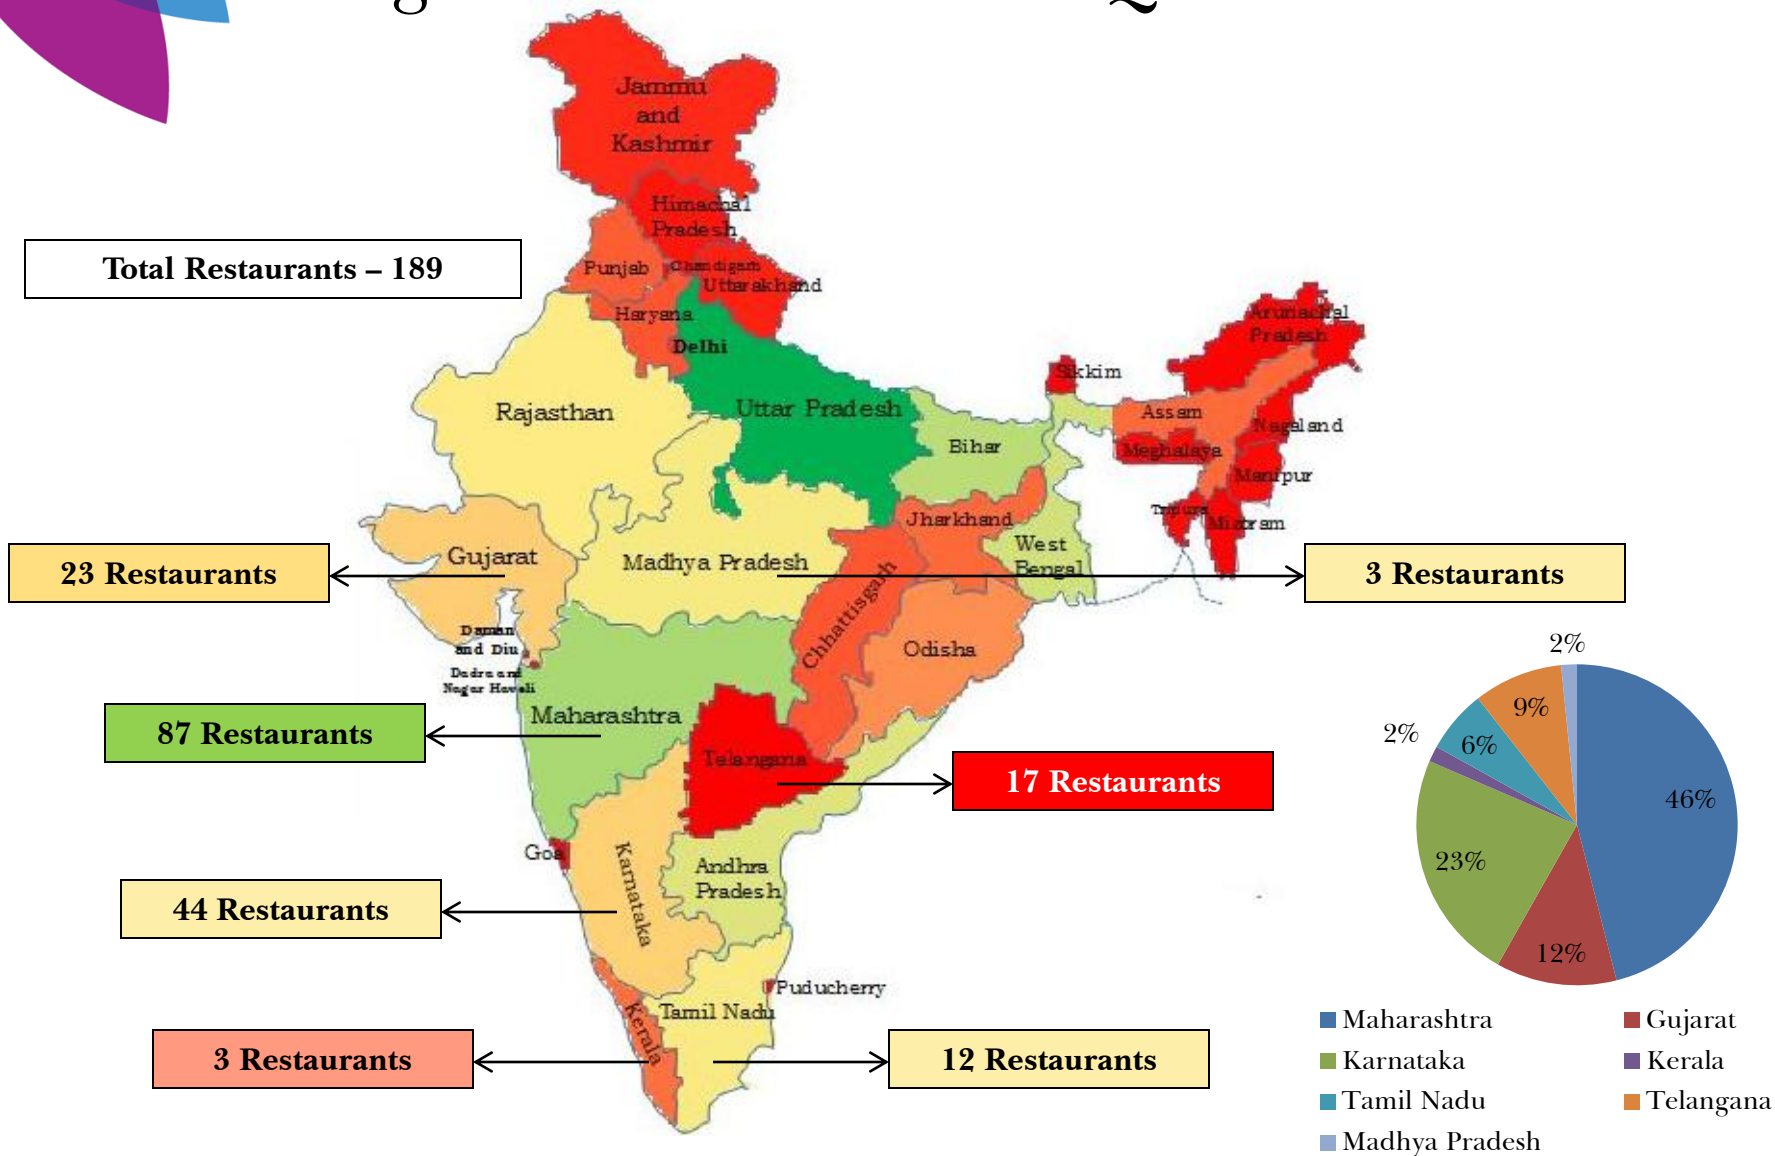 Jammu
and
Kashmir
Himachal
Pradesh
Total Restaurants – 189
Punjab
Chandigarh
Uttarakhand
Haryana
Delhi
Arunachal
Pradesh
Sikkim
Rajasthan
Uttar Pradesh
Assam
Nagaland
Bihar
Meghalaya
Manipur
Tripura
Mizoram
Jharkhand
West
Bengal
Gujarat
Madhya Pradesh
Chhattisgarh
23 Restaurants
3 Restaurants
Daman
and Diu
Dadra and
Nagar Haveli
Odisha
Maharashtra
87 Restaurants
Telangana
17 Restaurants
Goa
Karnataka
Andhra
Pradesh
44 Restaurants
Puducherry
Tamil Nadu
Kerala
3 Restaurants
12 Restaurants
2%
9%
2%
6%
46%
23%
12%
Maharashtra
Gujarat
Karnataka
Kerala
Tamil Nadu
Telangana
Madhya Pradesh